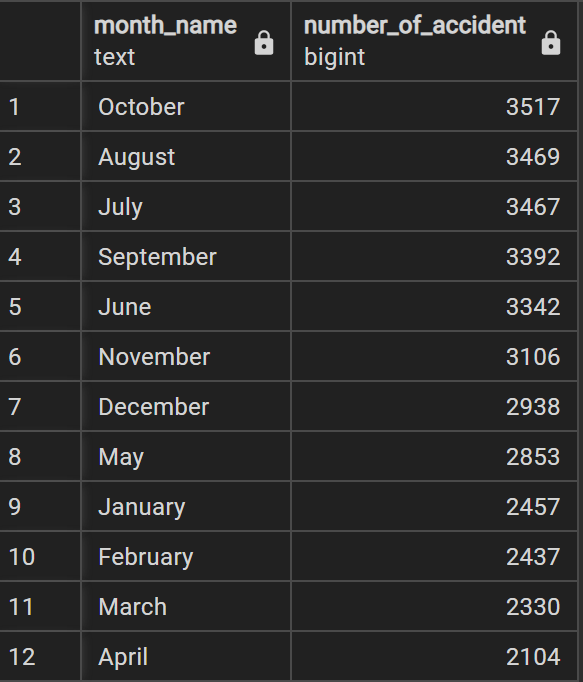 month_name number_of_accident
text bigint
1 October 3517
2 August 3469
3 July 3467
4 September 3392
5 June 3342
6 November 3106
7 December 2938
8 May 2853
9 January 2457
10 February 2437
11 March 2330
12 April 2104